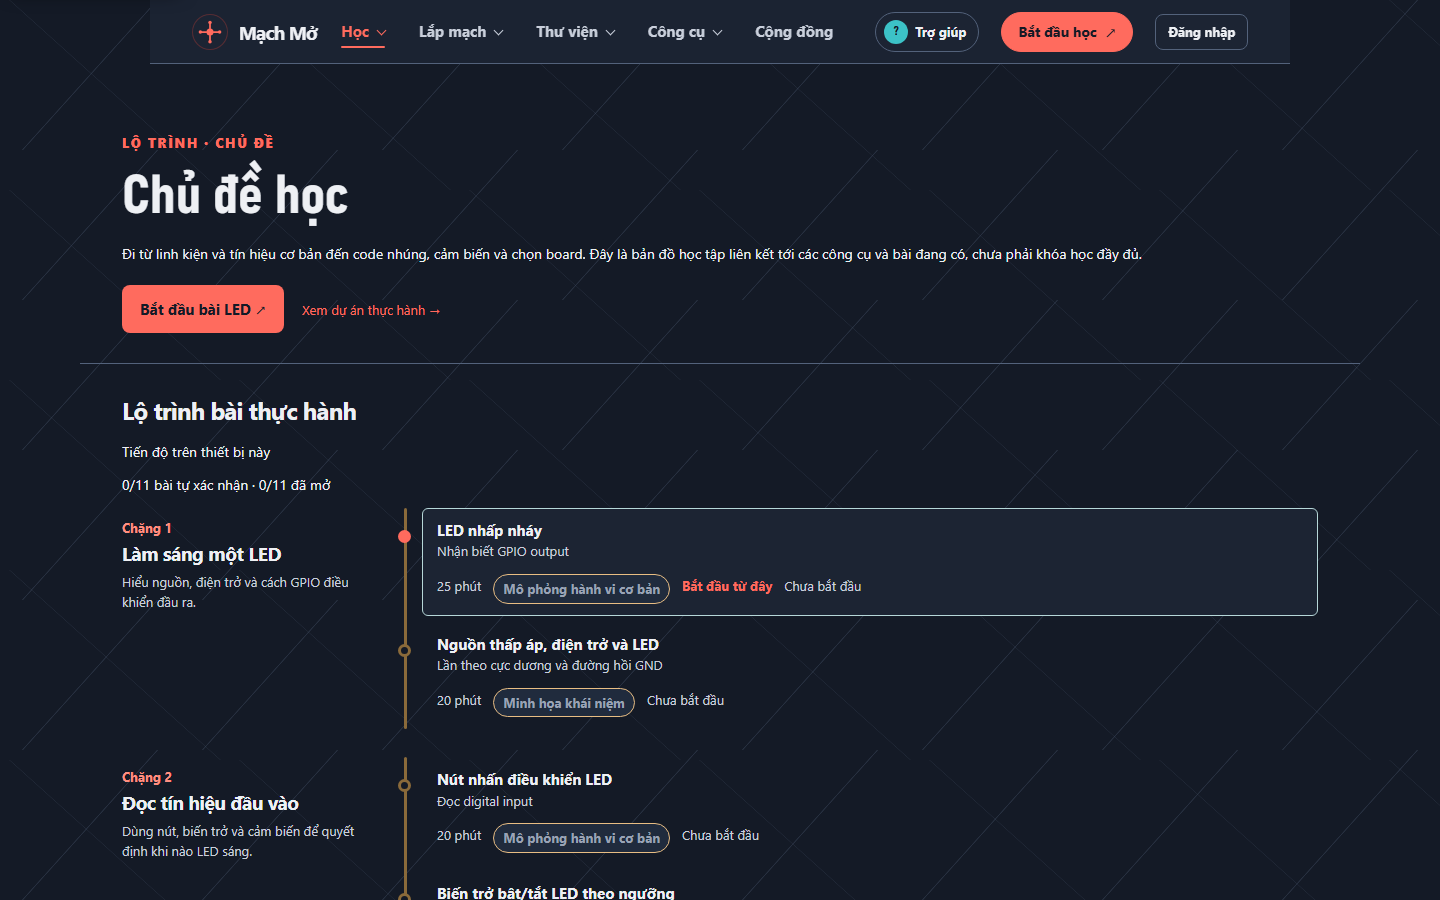 Mạch Mở
Học
Lắp mạch
Thư viện
Công cụ
Cộng đồng
? Trợ giúp
Bắt đầu học ↗
Đăng nhập
LỘ TRÌNH · CHỦ ĐỀ
Chủ đề học
Đi từ linh kiện và tín hiệu cơ bản đến code nhúng, cảm biến và chọn board. Đây là bản đồ học tập liên kết tới các công cụ và bài đang có, chưa phải khóa học đầy đủ.
Bắt đầu bài LED ↗
Xem dự án thực hành →
Lộ trình bài thực hành
Tiến độ trên thiết bị này
0/11 bài tự xác nhận · 0/11 đã mở
Chặng 1
Làm sáng một LED
Hiểu nguồn, điện trở và cách GPIO điều
khiển đầu ra.
LED nhấp nháy
Nhận biết GPIO output
25 phút
Mô phỏng hành vi cơ bản
Bắt đầu từ đây
Chưa bắt đầu
Nguồn thấp áp, điện trở và LED
Lần theo cực dương và đường hồi GND
20 phút
Minh họa khái niệm
Chưa bắt đầu
Chặng 2
Đọc tín hiệu đầu vào
Dùng nút, biến trở và cảm biến để quyết
định khi nào LED sáng.
Nút nhấn điều khiển LED
Đọc digital input
20 phút
Mô phỏng hành vi cơ bản
Chưa bắt đầu
Biến trở bật/tắt LED theo ngưỡng